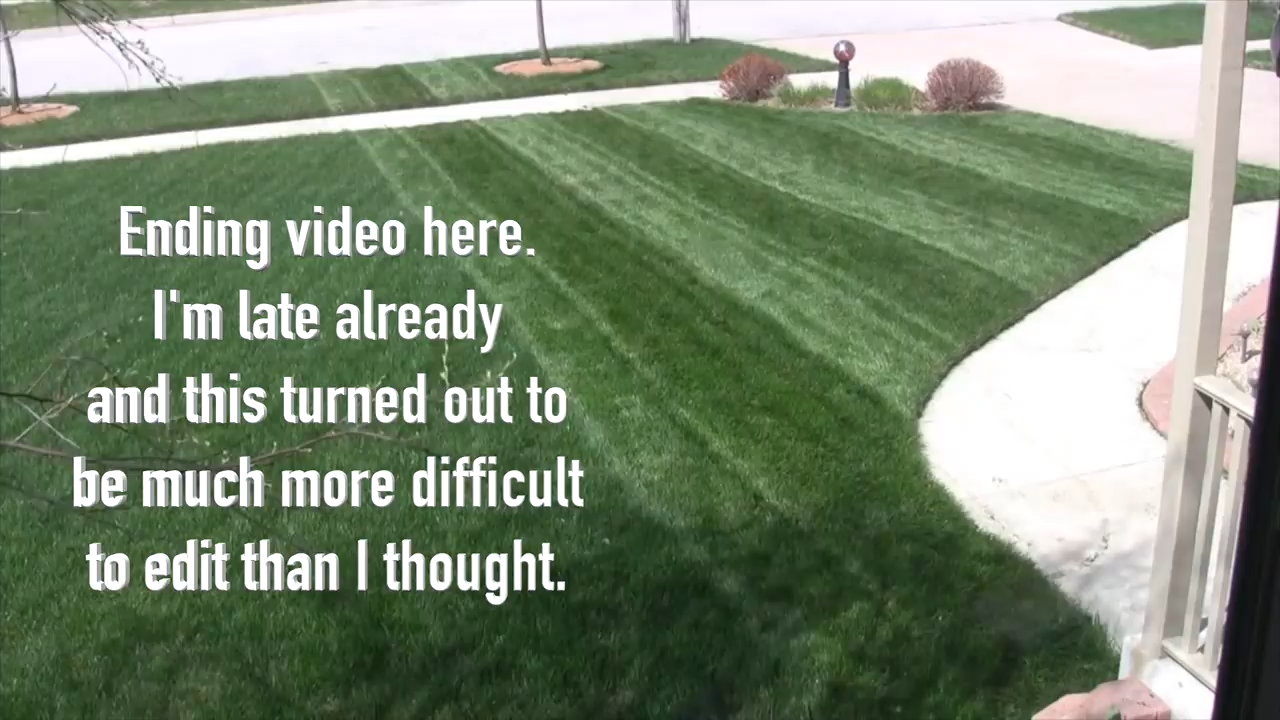 Ending video here.
I'm late already
and this turned out to
be much more difficult
to edit than I thought.